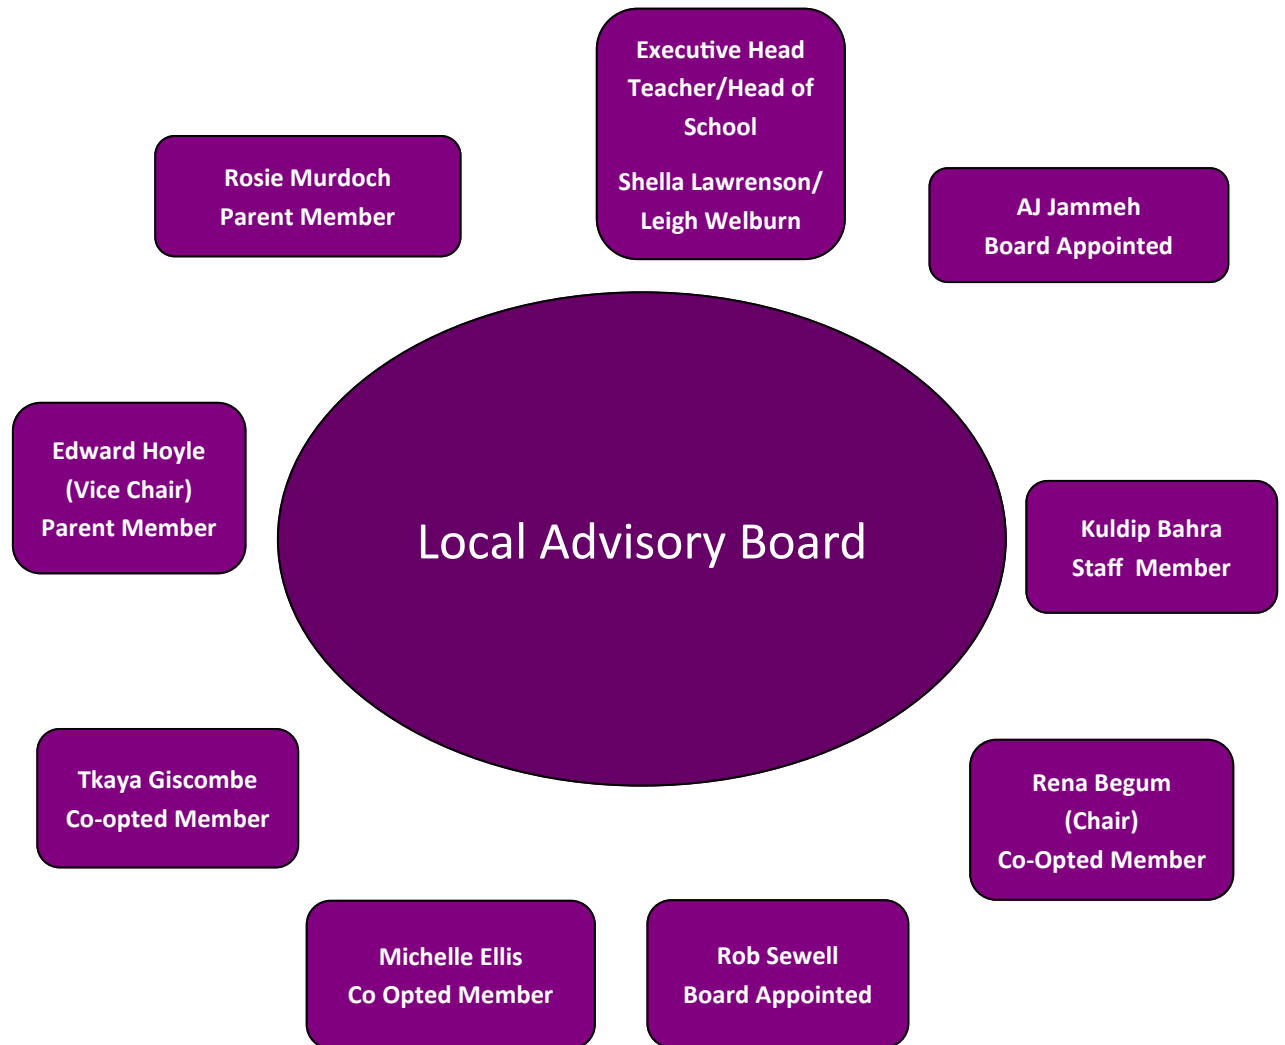 Executive Head
Teacher/Head of
School
Shella Lawrenson/
Leigh Welburn
Rosie Murdoch
Parent Member
AJ Jammeh
Board Appointed
Edward Hoyle
(Vice Chair)
Parent Member
Local Advisory Board
Kuldip Bahra
Staff  Member
Tkaya Giscombe
Co-opted Member
Rena Begum
(Chair)
Co-Opted Member
Michelle Ellis
Co Opted Member
Rob Sewell
Board Appointed